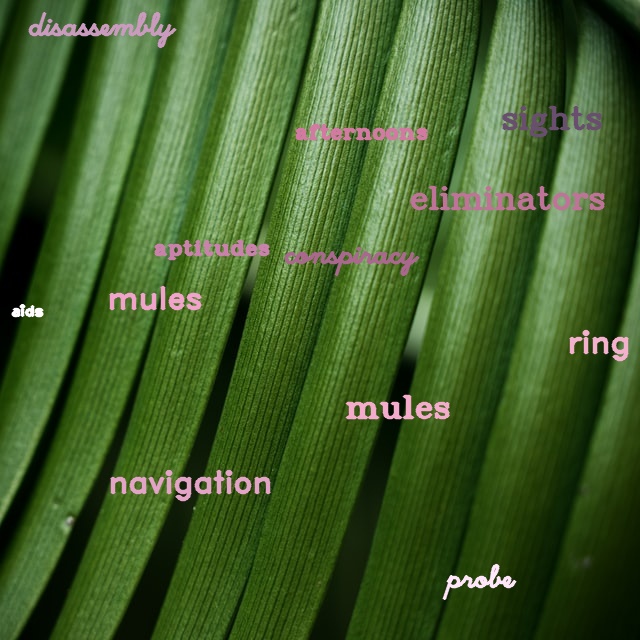 disassembly
sights
afternoons
eliminators
aptitudes
conspiracy
mules
aids
ring
mules
navigation
probe